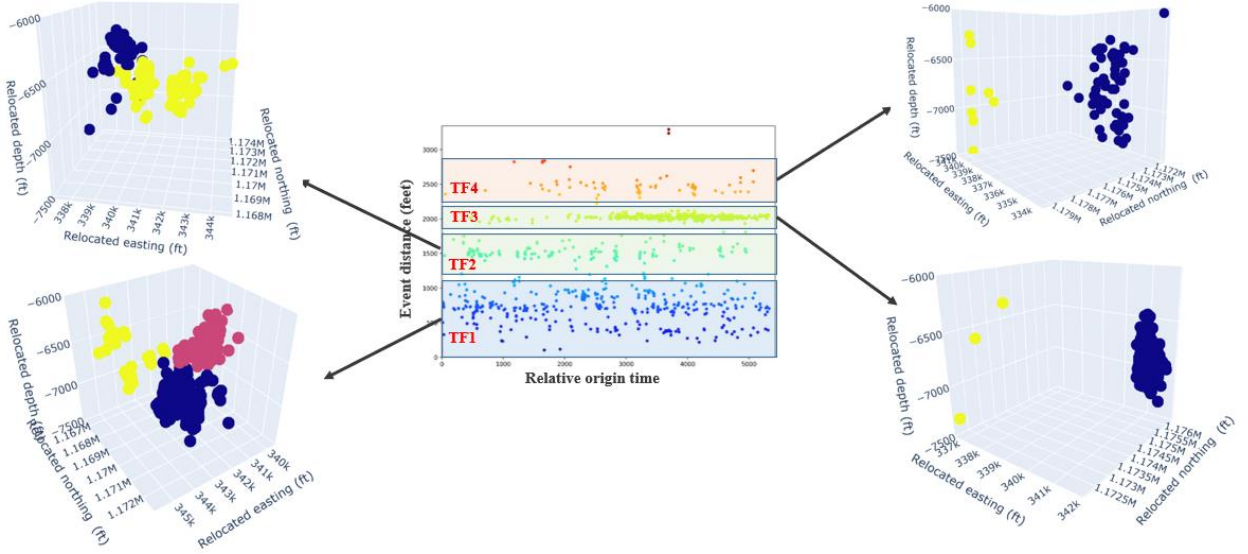 −6000
−6500
−7000
−7500
Relocated depth (ft)
338k
339k
340k
341k
342k
343k
344k
Relocated easting (ft)
1.174M
1.173M
1.172M
1.171M
1.17M
1.169M
1.168M
Relocated northing (ft)
−6000
−6500
−7000
−7500
Relocated depth (ft)
341k
340k
339k
338k
337k
336k
335k
334k
Relocated easting (ft)
1.172M
1.173M
1.174M
1.175M
1.176M
1.177M
1.178M
1.179M
Relocated northing (ft)
Event distance (feet)
3000
2500
2000
1500
1000
0
TF4
TF3
TF2
TF1
0
1000
2000
3000
4000
5000
Relative origin time
−6000
−6500
−7000
−7500
Relocated depth (ft)
1.167M
1.168M
1.169M
1.17M
1.171M
1.172M
Relocated northing (ft)
340k
341k
342k
343k
344k
345k
Relocated easting (ft)
−6000
−6500
−7000
−7500
Relocated depth (ft)
337k
338k
339k
340k
341k
342k
Relocated easting (ft)
1.176M
1.1755M
1.175M
1.1745M
1.174M
1.1735M
1.173M
1.1725M
Relocated northing (ft)